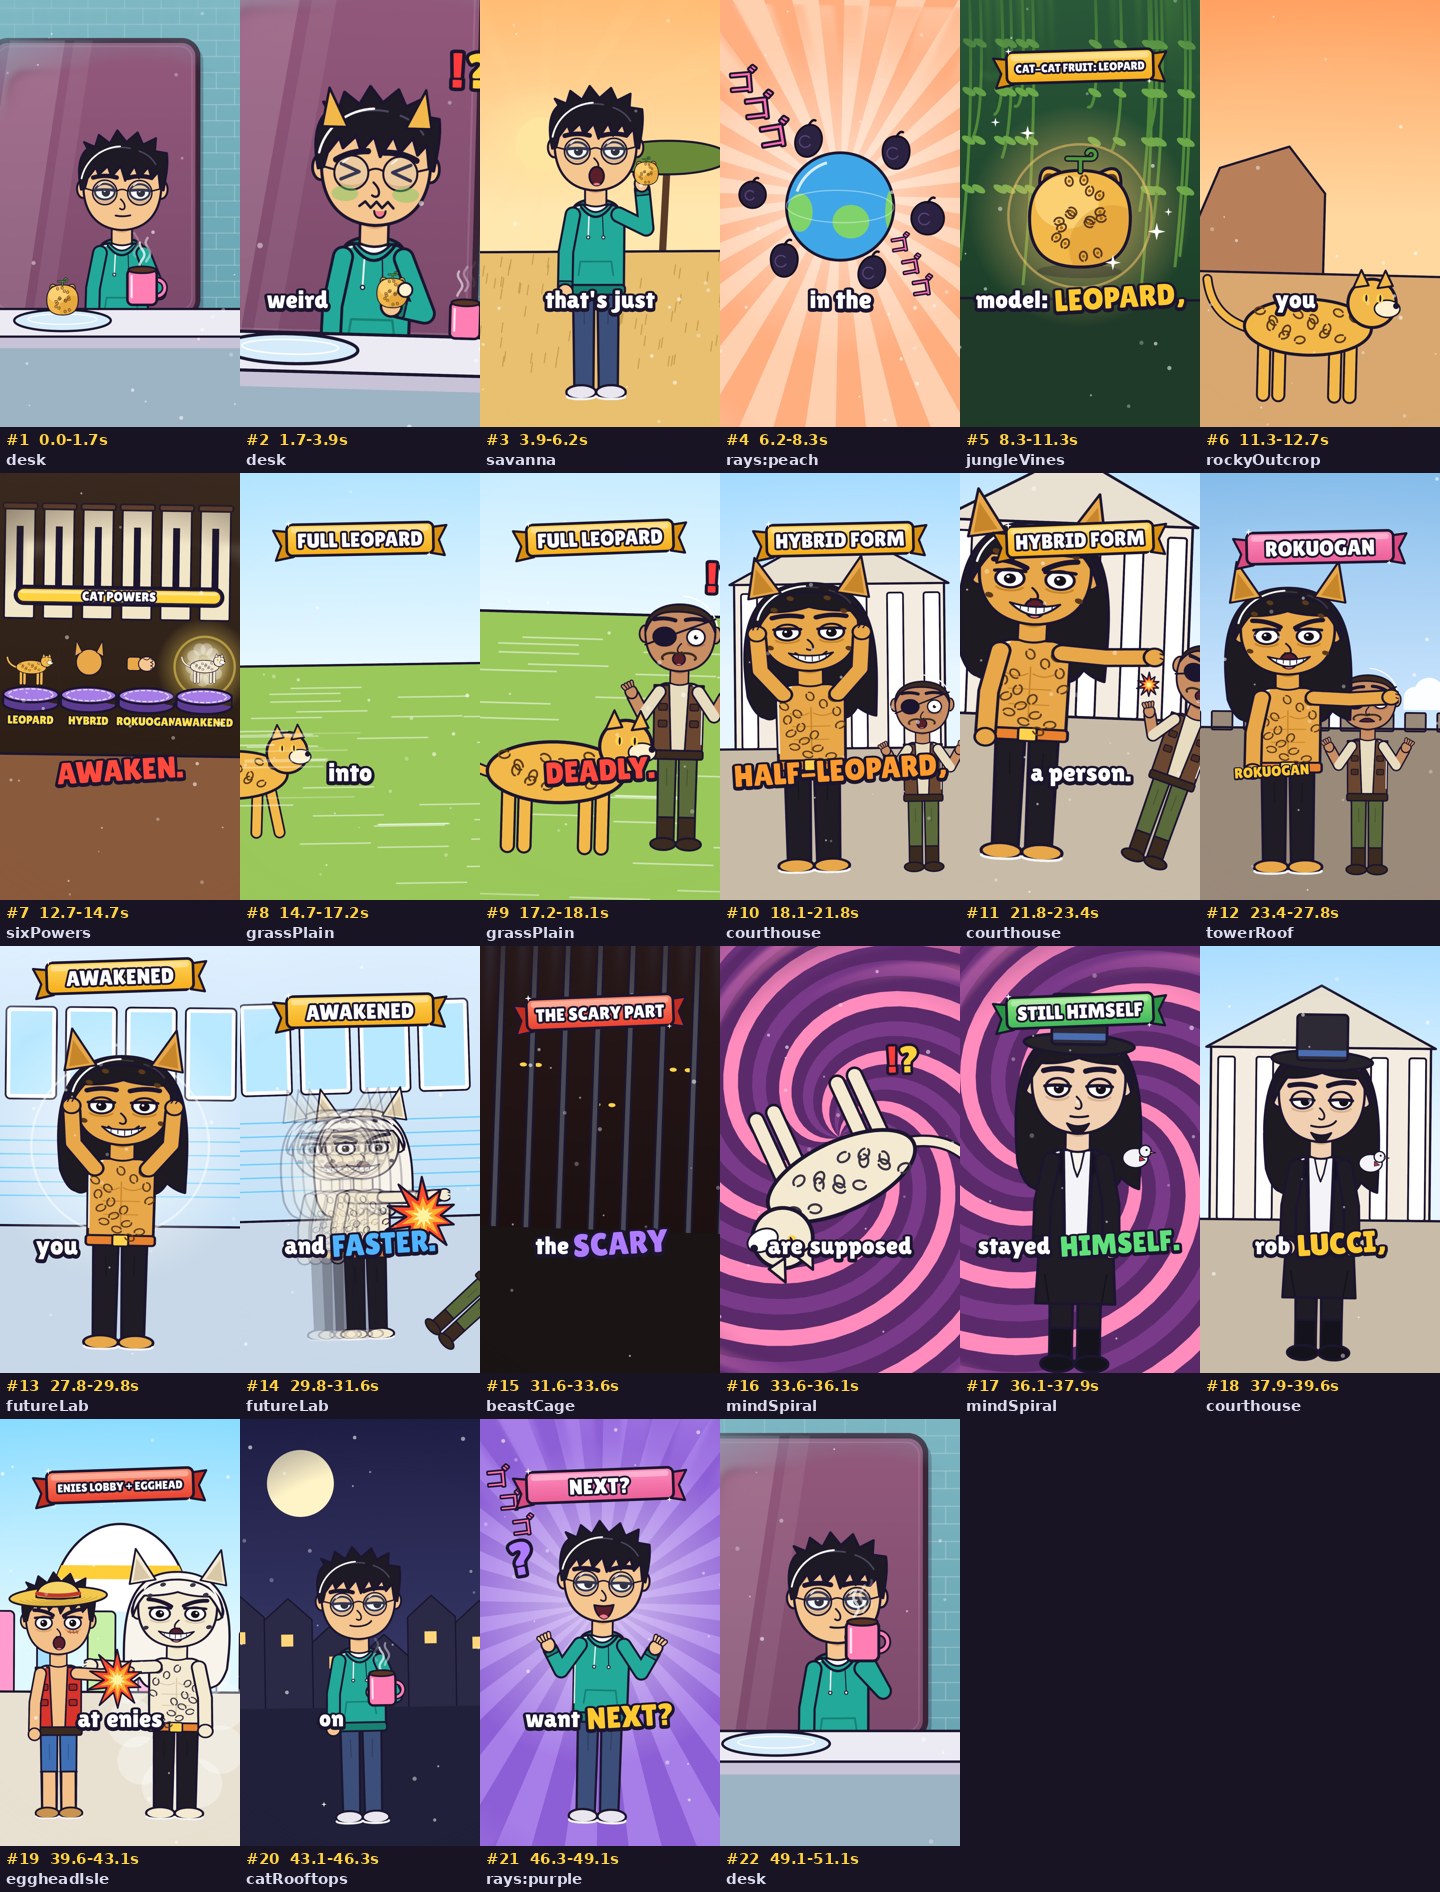 !?
weird
that's just
ゴゴゴ
C
C
C
C
C
C
ゴゴゴ
in the
CAT-CAT FRUIT: LEOPARD
model: LEOPARD,
you
#1 0.0-1.7s
desk
#2 1.7-3.9s
desk
#3 3.9-6.2s
savanna
#4 6.2-8.3s
rays:peach
#5 8.3-11.3s
jungleVines
#6 11.3-12.7s
rockyOutcrop
CAT POWERS
LEOPARD
HYBRID
ROKUOGAN
AWAKENED
AWAKEN.
FULL LEOPARD
into
FULL LEOPARD
!
DEADLY.
HYBRID FORM
HALF-LEOPARD,
HYBRID FORM
a person.
ROKUOGAN
ROKUOGAN
#7 12.7-14.7s
sixPowers
#8 14.7-17.2s
grassPlain
#9 17.2-18.1s
grassPlain
#10 18.1-21.8s
courthouse
#11 21.8-23.4s
courthouse
#12 23.4-27.8s
towerRoof
AWAKENED
you
AWAKENED
and FASTER.
THE SCARY PART
the SCARY
!?
are supposed
STILL HIMSELF
stayed HIMSELF.
rob LUCCI,
#13 27.8-29.8s
futureLab
#14 29.8-31.6s
futureLab
#15 31.6-33.6s
beastCage
#16 33.6-36.1s
mindSpiral
#17 36.1-37.9s
mindSpiral
#18 37.9-39.6s
courthouse
ENIES LOBBY + EGGHEAD
at enies
on
ゴゴゴ
NEXT?
?
want NEXT?
#19 39.6-43.1s
eggheadIsle
#20 43.1-46.3s
catRooftops
#21 46.3-49.1s
rays:purple
#22 49.1-51.1s
desk